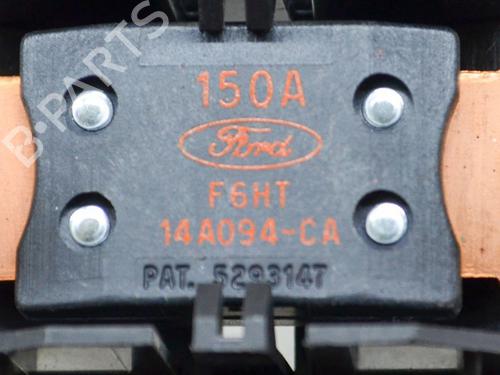 150A
Ford
F6HT
14A094-CA
PAT. 5293147
B-PARTS